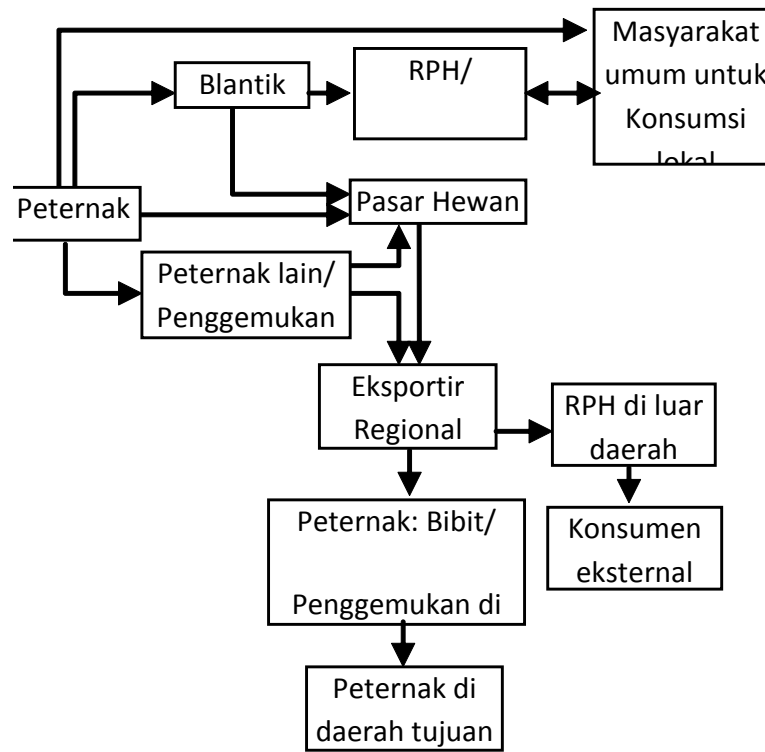 Masyarakat
umum untuk
Konsumsi
lokal
RPH/
Blantik
Peternak
Pasar Hewan
Peternak lain/
Penggemukan
Eksportir
Regional
RPH di luar
daerah
Peternak: Bibit/
Penggemukan di
Konsumen
eksternal
Peternak di
daerah tujuan